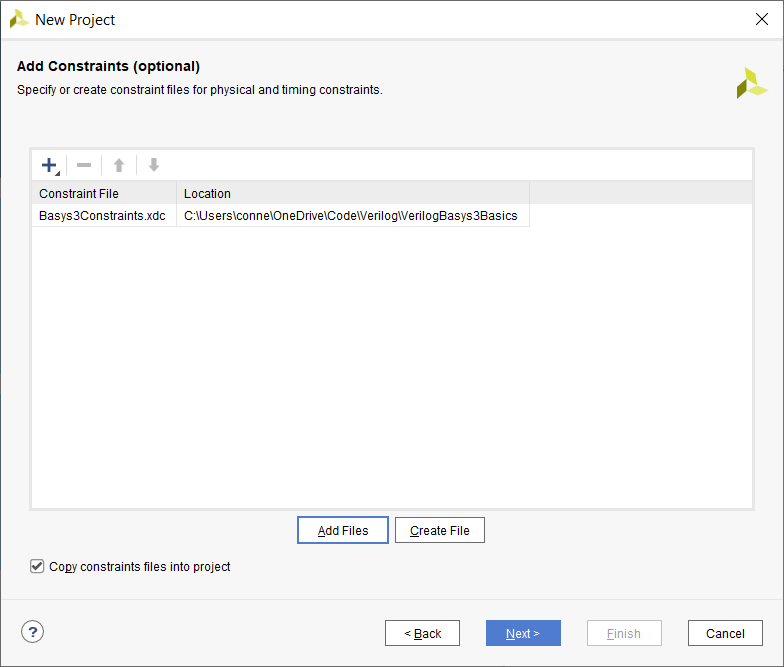 New Project
Add Constraints (optional)
Specify or create constraint files for physical and timing constraints.
Constraint File Location
Basys3Constraints.xdc C:\Users\conne\OneDrive\Code\Verilog\VerilogBasys3Basics
Add Files Create File
Copy constraints files into project
? < Back Next > Finish Cancel